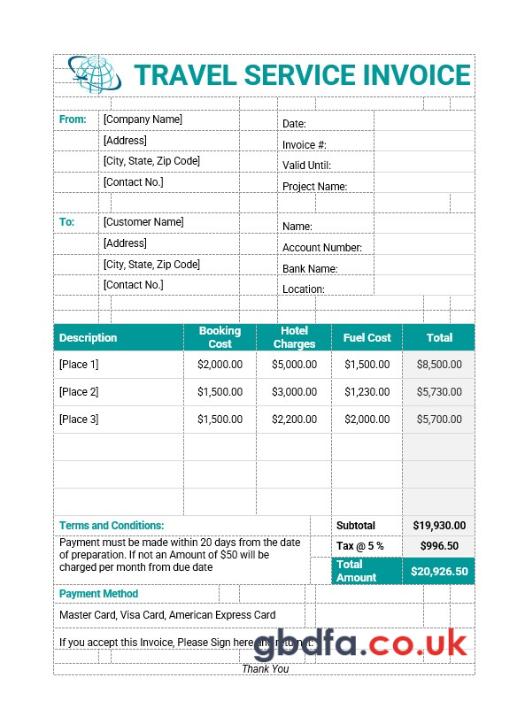 TRAVEL SERVICE INVOICE
From: [Company Name] Date:
[Address] Invoice #:
[City, State, Zip Code] Valid Until:
[Contact No.] Project Name:
To: [Customer Name] Name:
[Address] Account Number:
[City, State, Zip Code] Bank Name:
[Contact No.] Location:
Description Booking Cost Hotel Charges Fuel Cost Total
[Place 1] $2,000.00 $5,000.00 $1,500.00 $8,500.00
[Place 2] $1,500.00 $3,000.00 $1,230.00 $5,730.00
[Place 3] $1,500.00 $2,200.00 $2,000.00 $5,700.00
Terms and Conditions: Subtotal $19,930.00
Payment must be made within 20 days from the date
of preparation. If not an Amount of $50 will be
charged per month from due date
Tax @ 5 % $996.50
Total Amount $20,926.50
Payment Method
Master Card, Visa Card, American Express Card
If you accept this Invoice, Please Sign here and return it.
gbdfa.co.uk
Thank You